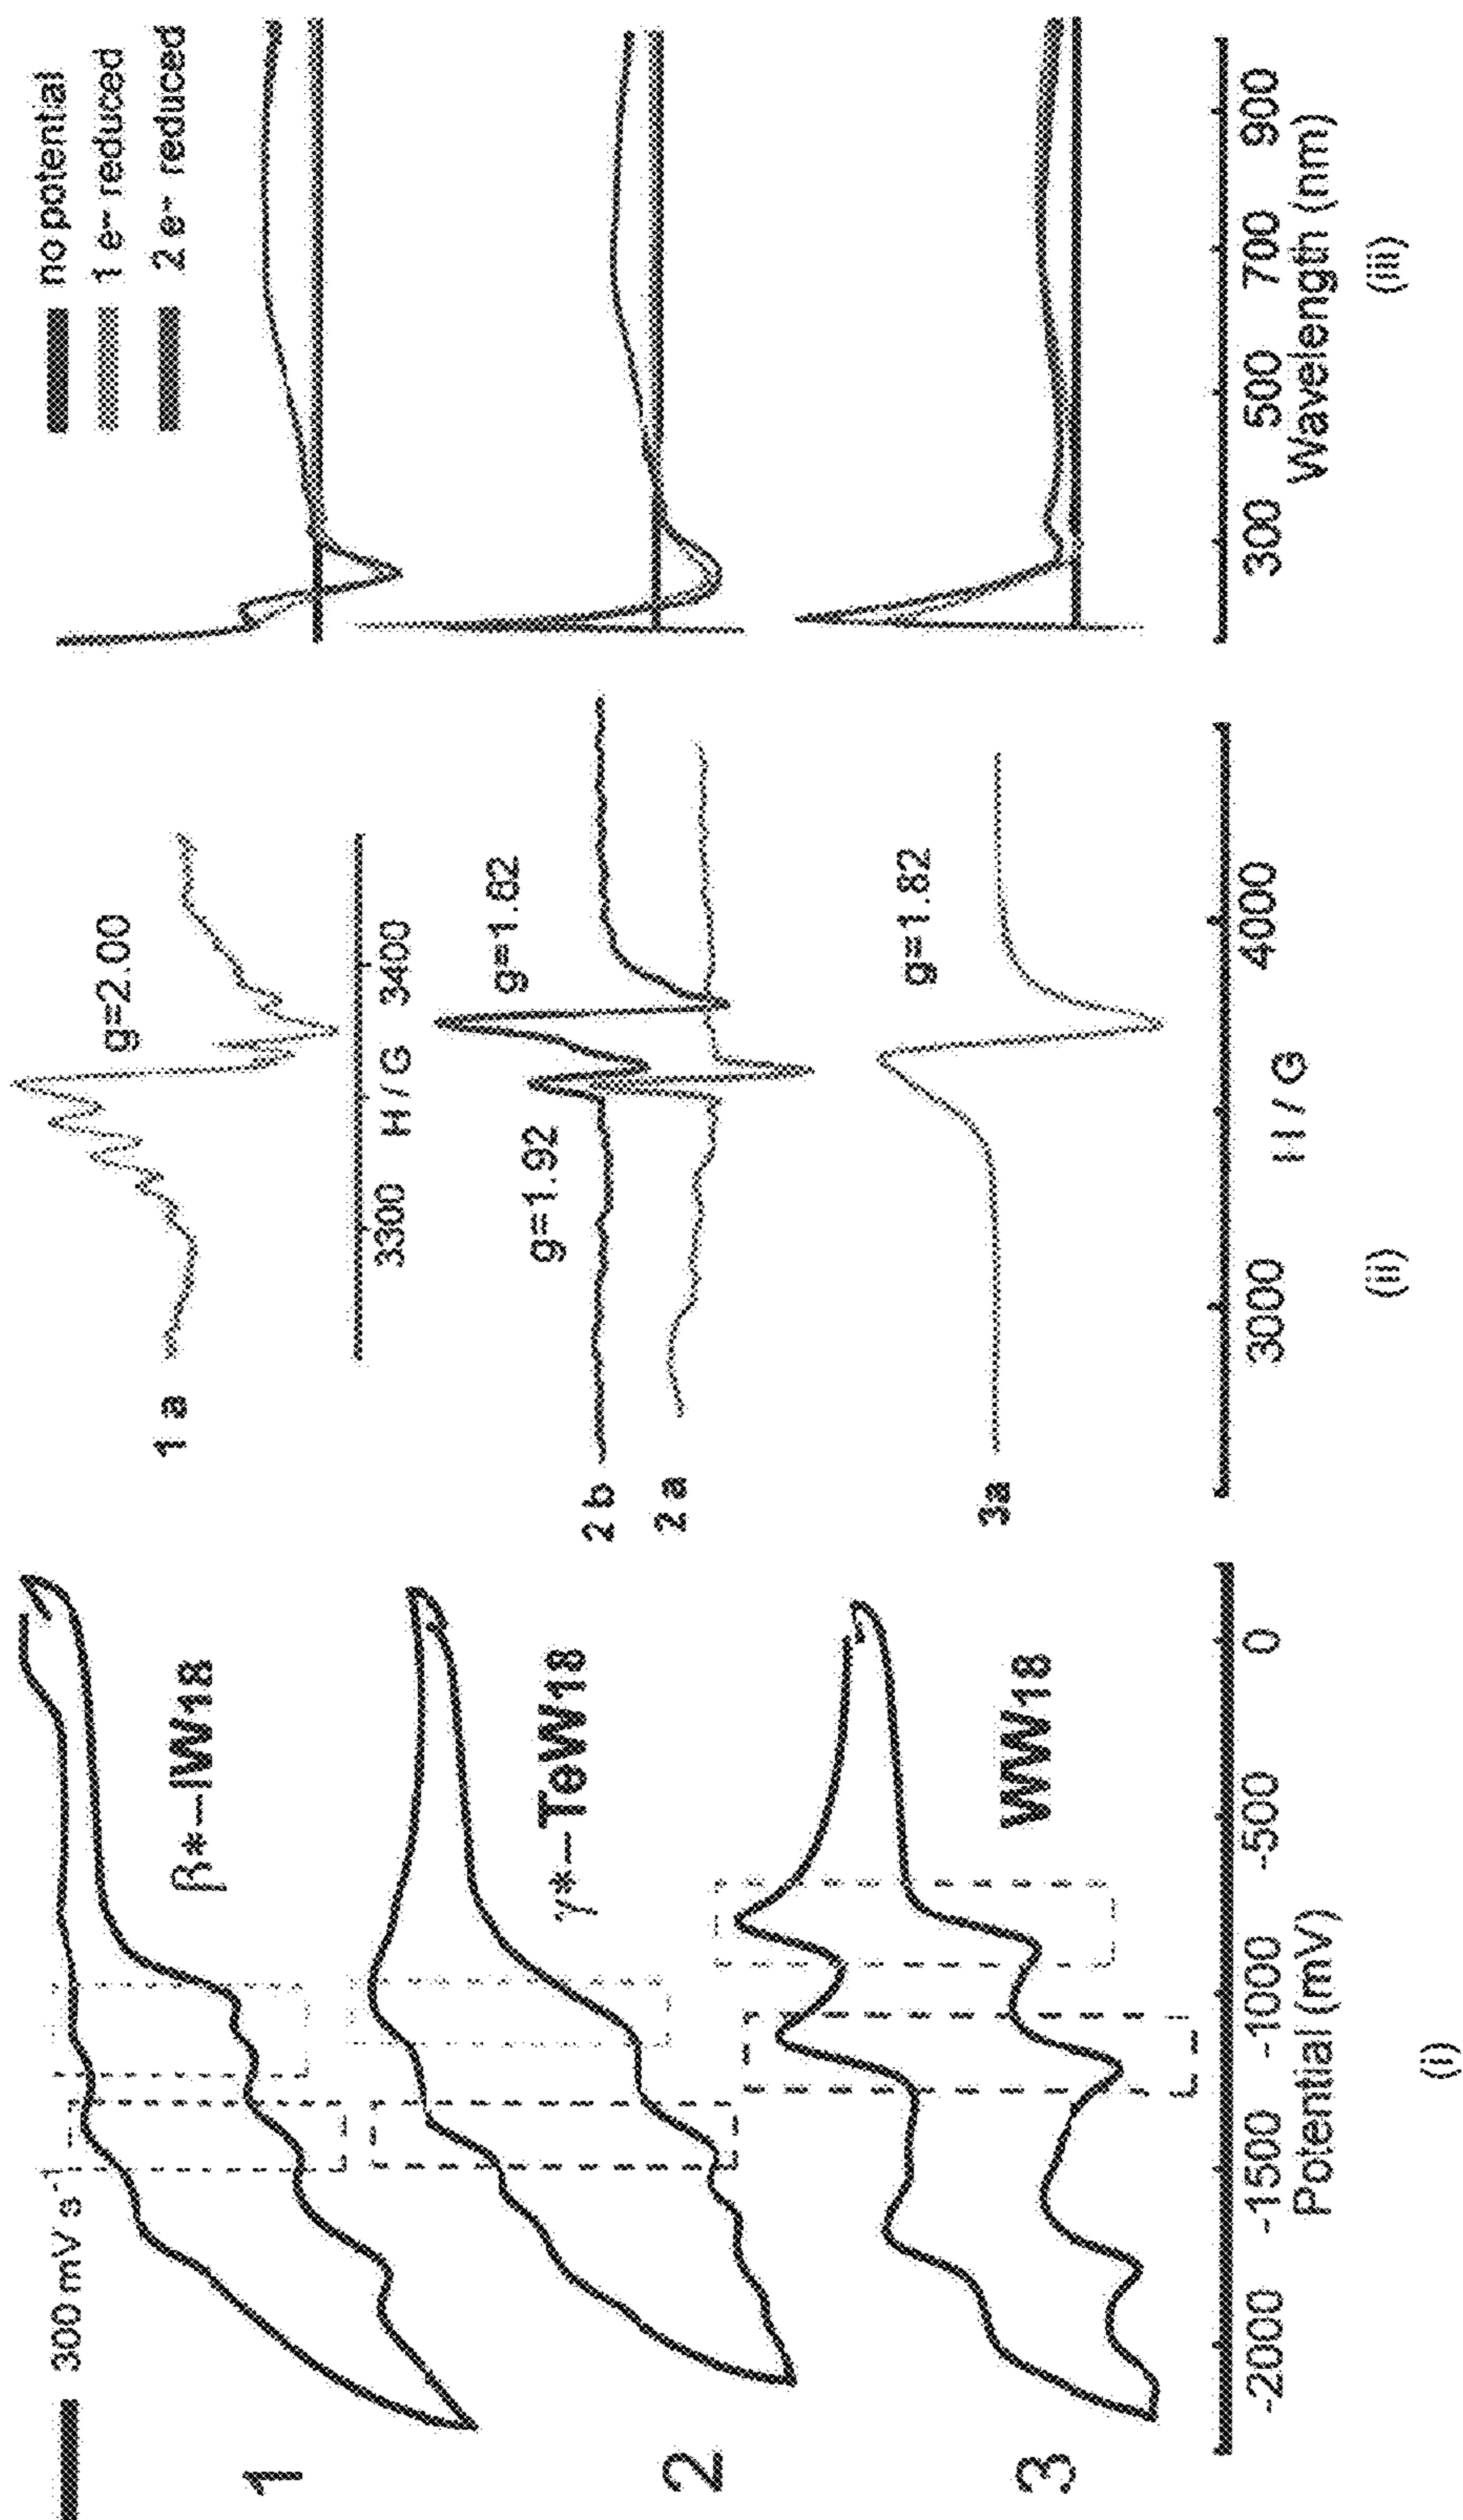 300 mV s⁻¹
1
β*–IW18
2
γ*–TeW18
3
WW18
-2000 -1500 -1000 -500 0
Potential (mV)
(i)
1 a
g=2.00
3300 H / G 3400
2 b
g=1.92
g=1.82
2 a
3a
g=1.82
3000 H / G 4000
(ii)
no potential
1 e⁻ reduced
2 e⁻ reduced
300 500 700 900
Wavelength (nm)
(iii)